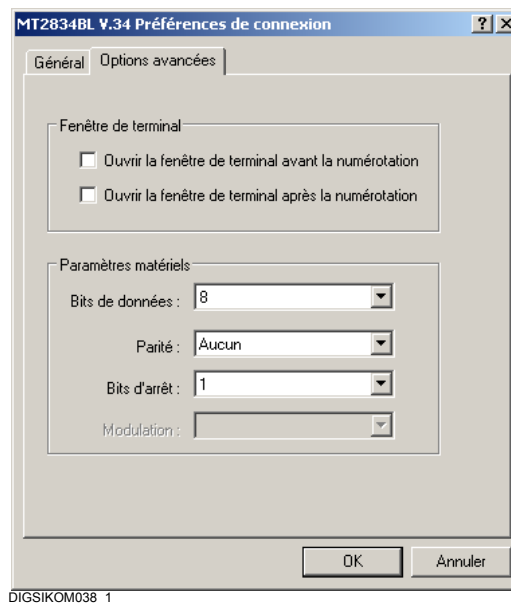 MT2834BL V.34 Préférences de connexion
Général Options avancées
Fenêtre de terminal
Ouvrir la fenêtre de terminal avant la numérotation
Ouvrir la fenêtre de terminal après la numérotation
Paramètres matériels
Bits de données : 8
Parité : Aucun
Bits d'arrêt : 1
Modulation :
OK Annuler
DIGSIKOM038_1